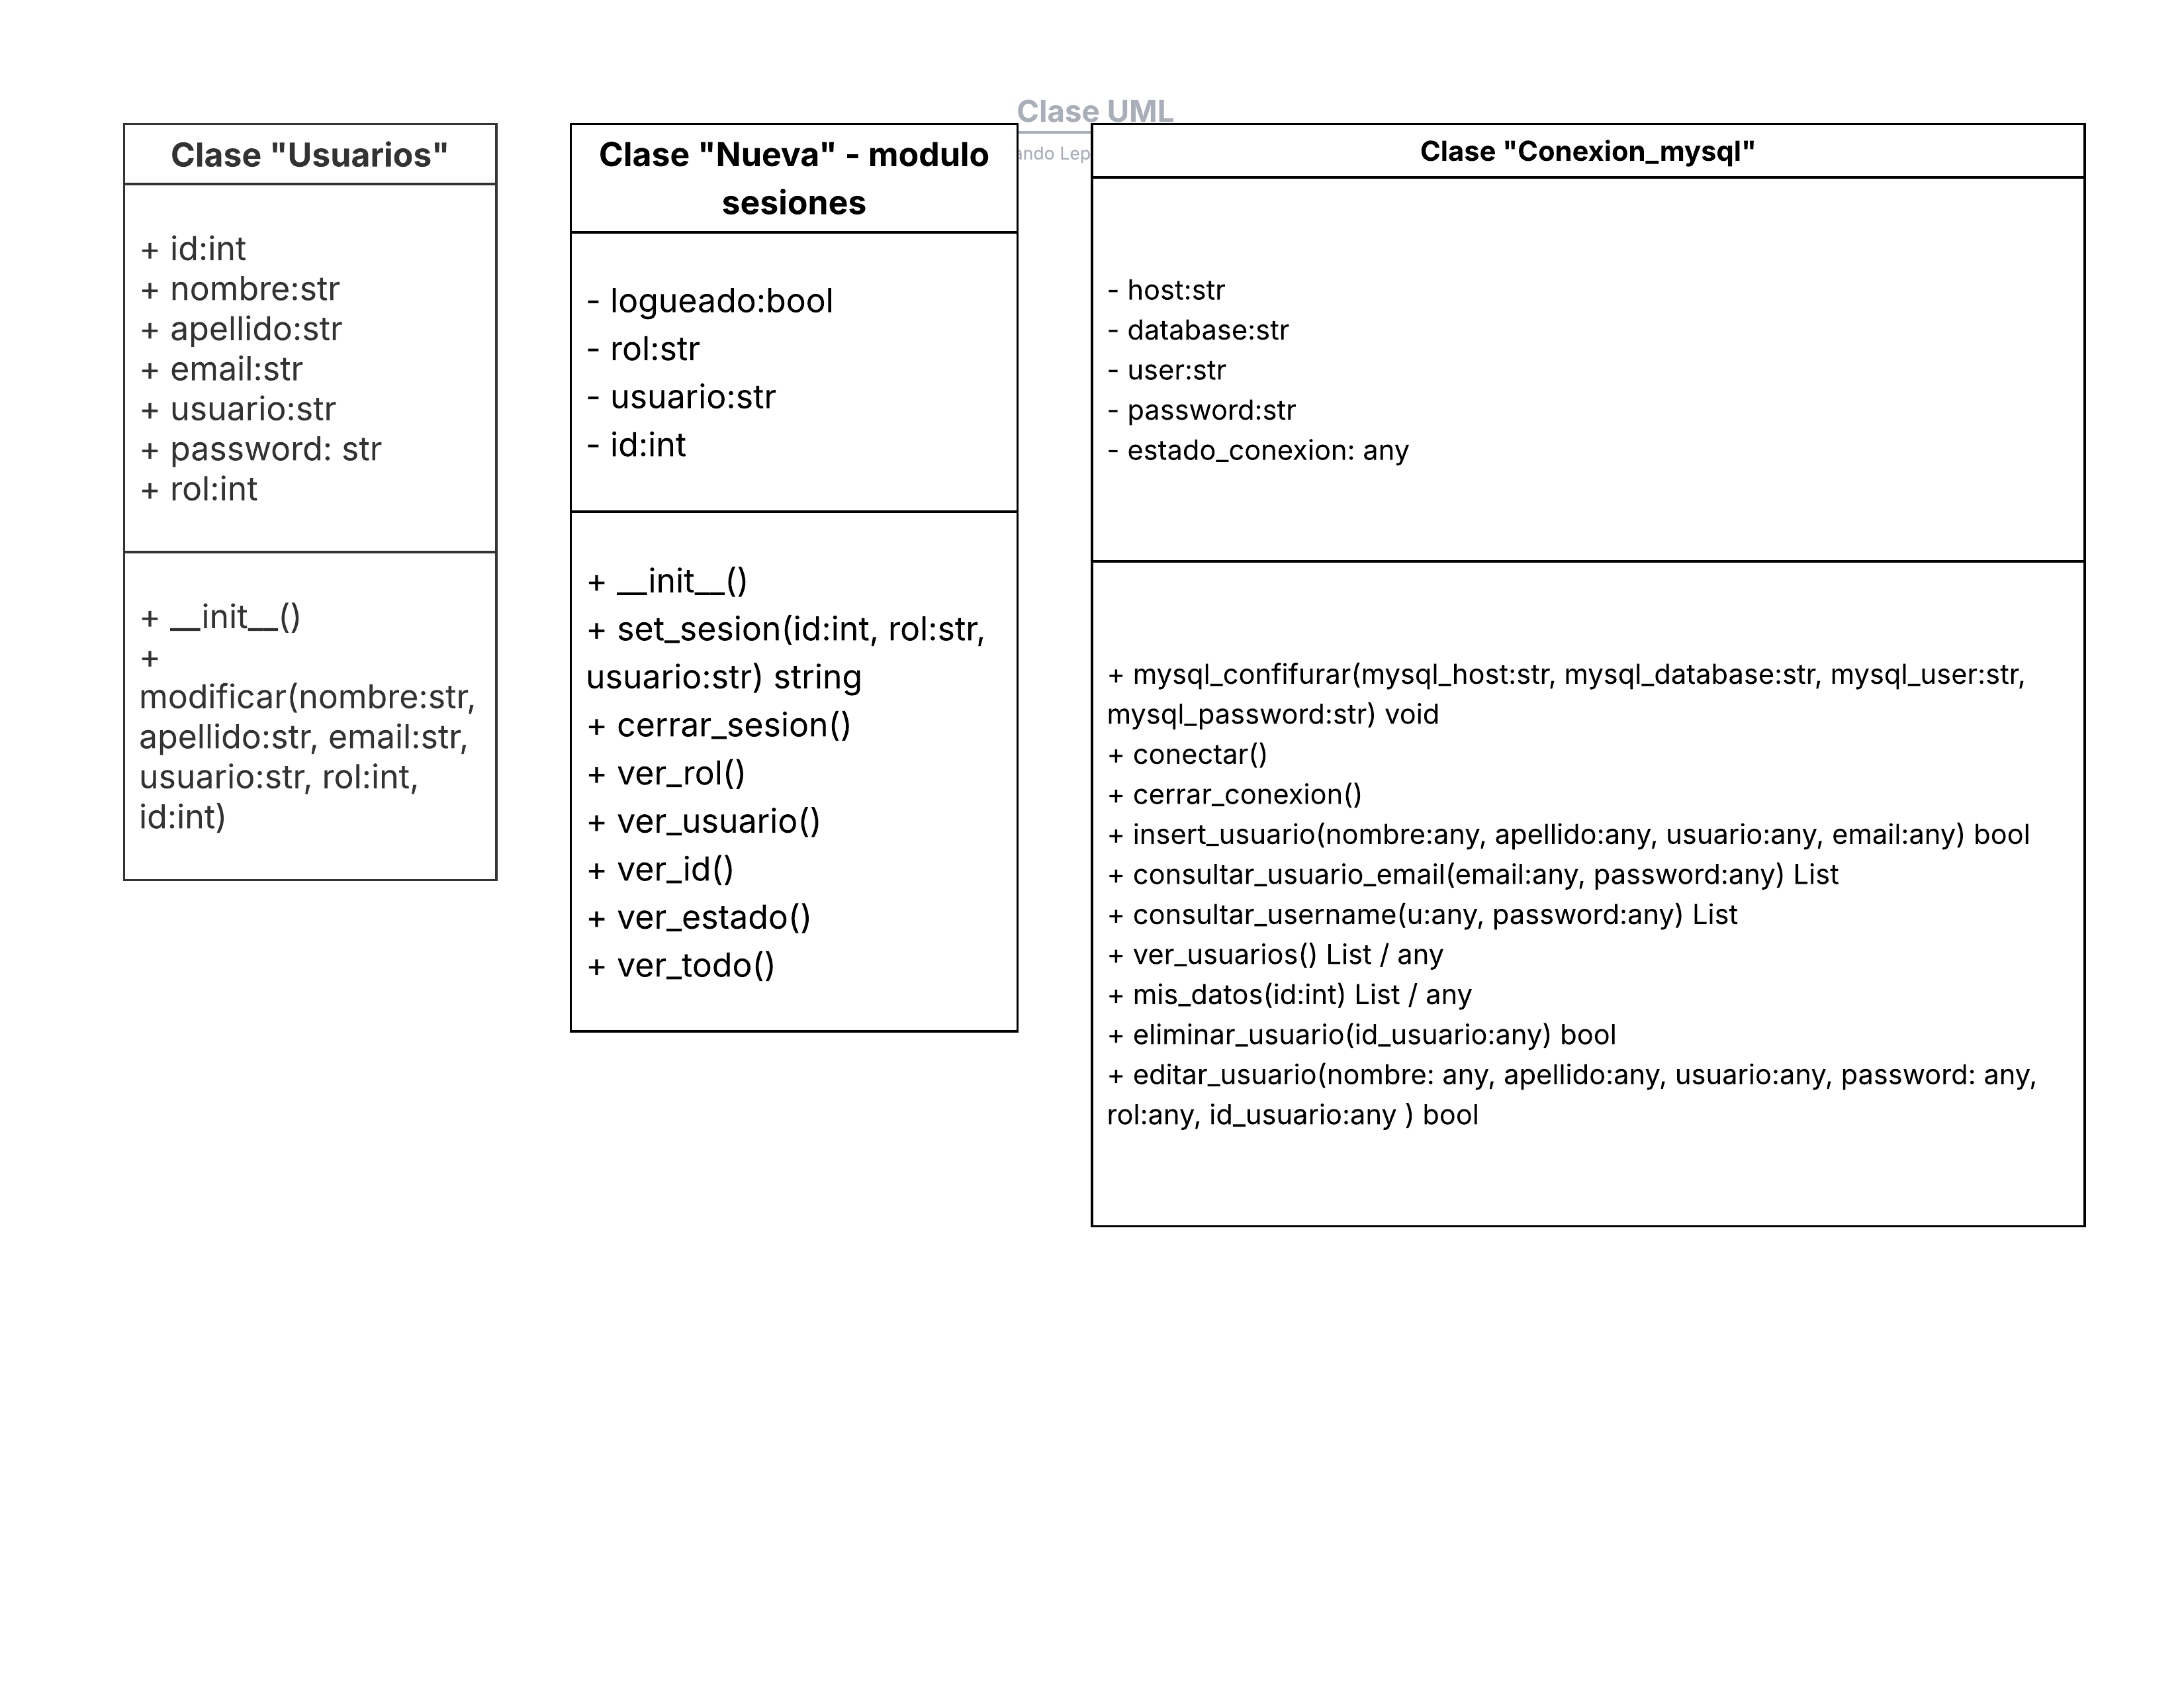 Clase UML
ando Lep
Clase "Usuarios"
+ id:int
+ nombre:str
+ apellido:str
+ email:str
+ usuario:str
+ password: str
+ rol:int
+ __init__()
+
modificar(nombre:str,
apellido:str, email:str,
usuario:str, rol:int,
id:int)
Clase "Nueva" - modulo
sesiones
- logueado:bool
- rol:str
- usuario:str
- id:int
+ __init__()
+ set_sesion(id:int, rol:str,
usuario:str) string
+ cerrar_sesion()
+ ver_rol()
+ ver_usuario()
+ ver_id()
+ ver_estado()
+ ver_todo()
Clase "Conexion_mysql"
- host:str
- database:str
- user:str
- password:str
- estado_conexion: any
+ mysql_confifurar(mysql_host:str, mysql_database:str, mysql_user:str,
mysql_password:str) void
+ conectar()
+ cerrar_conexion()
+ insert_usuario(nombre:any, apellido:any, usuario:any, email:any) bool
+ consultar_usuario_email(email:any, password:any) List
+ consultar_username(u:any, password:any) List
+ ver_usuarios() List / any
+ mis_datos(id:int) List / any
+ eliminar_usuario(id_usuario:any) bool
+ editar_usuario(nombre: any, apellido:any, usuario:any, password: any,
rol:any, id_usuario:any ) bool